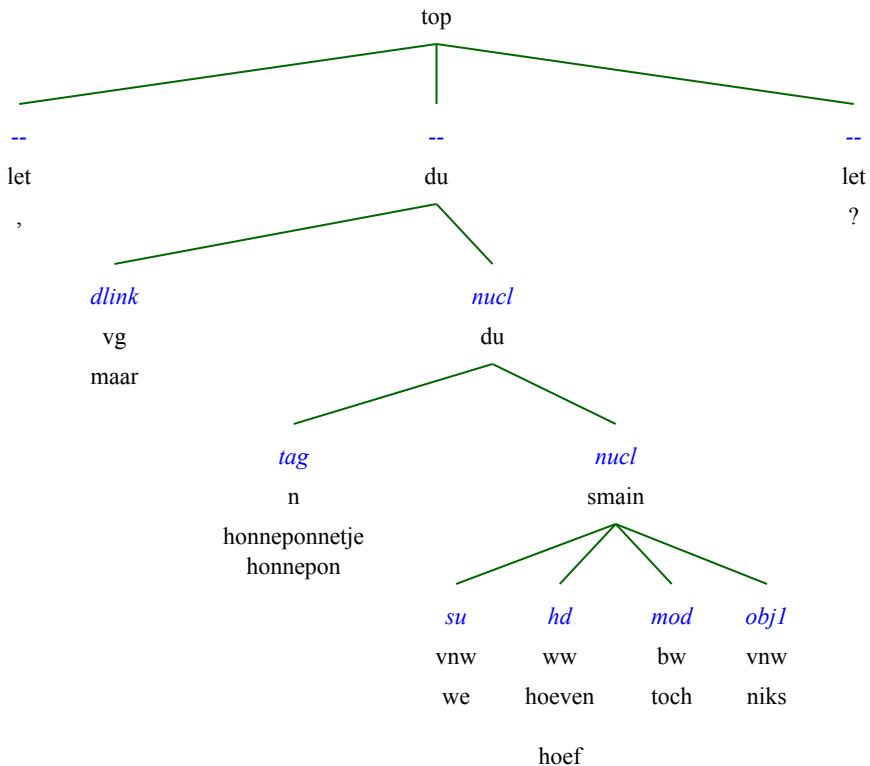 top
-- -- --
let du let
, ?
dlink nucl
vg du
maar
tag nucl
n smain
honneponnetje
honnepon
su hd mod obj1
vnw ww bw vnw
we hoeven toch niks
hoef